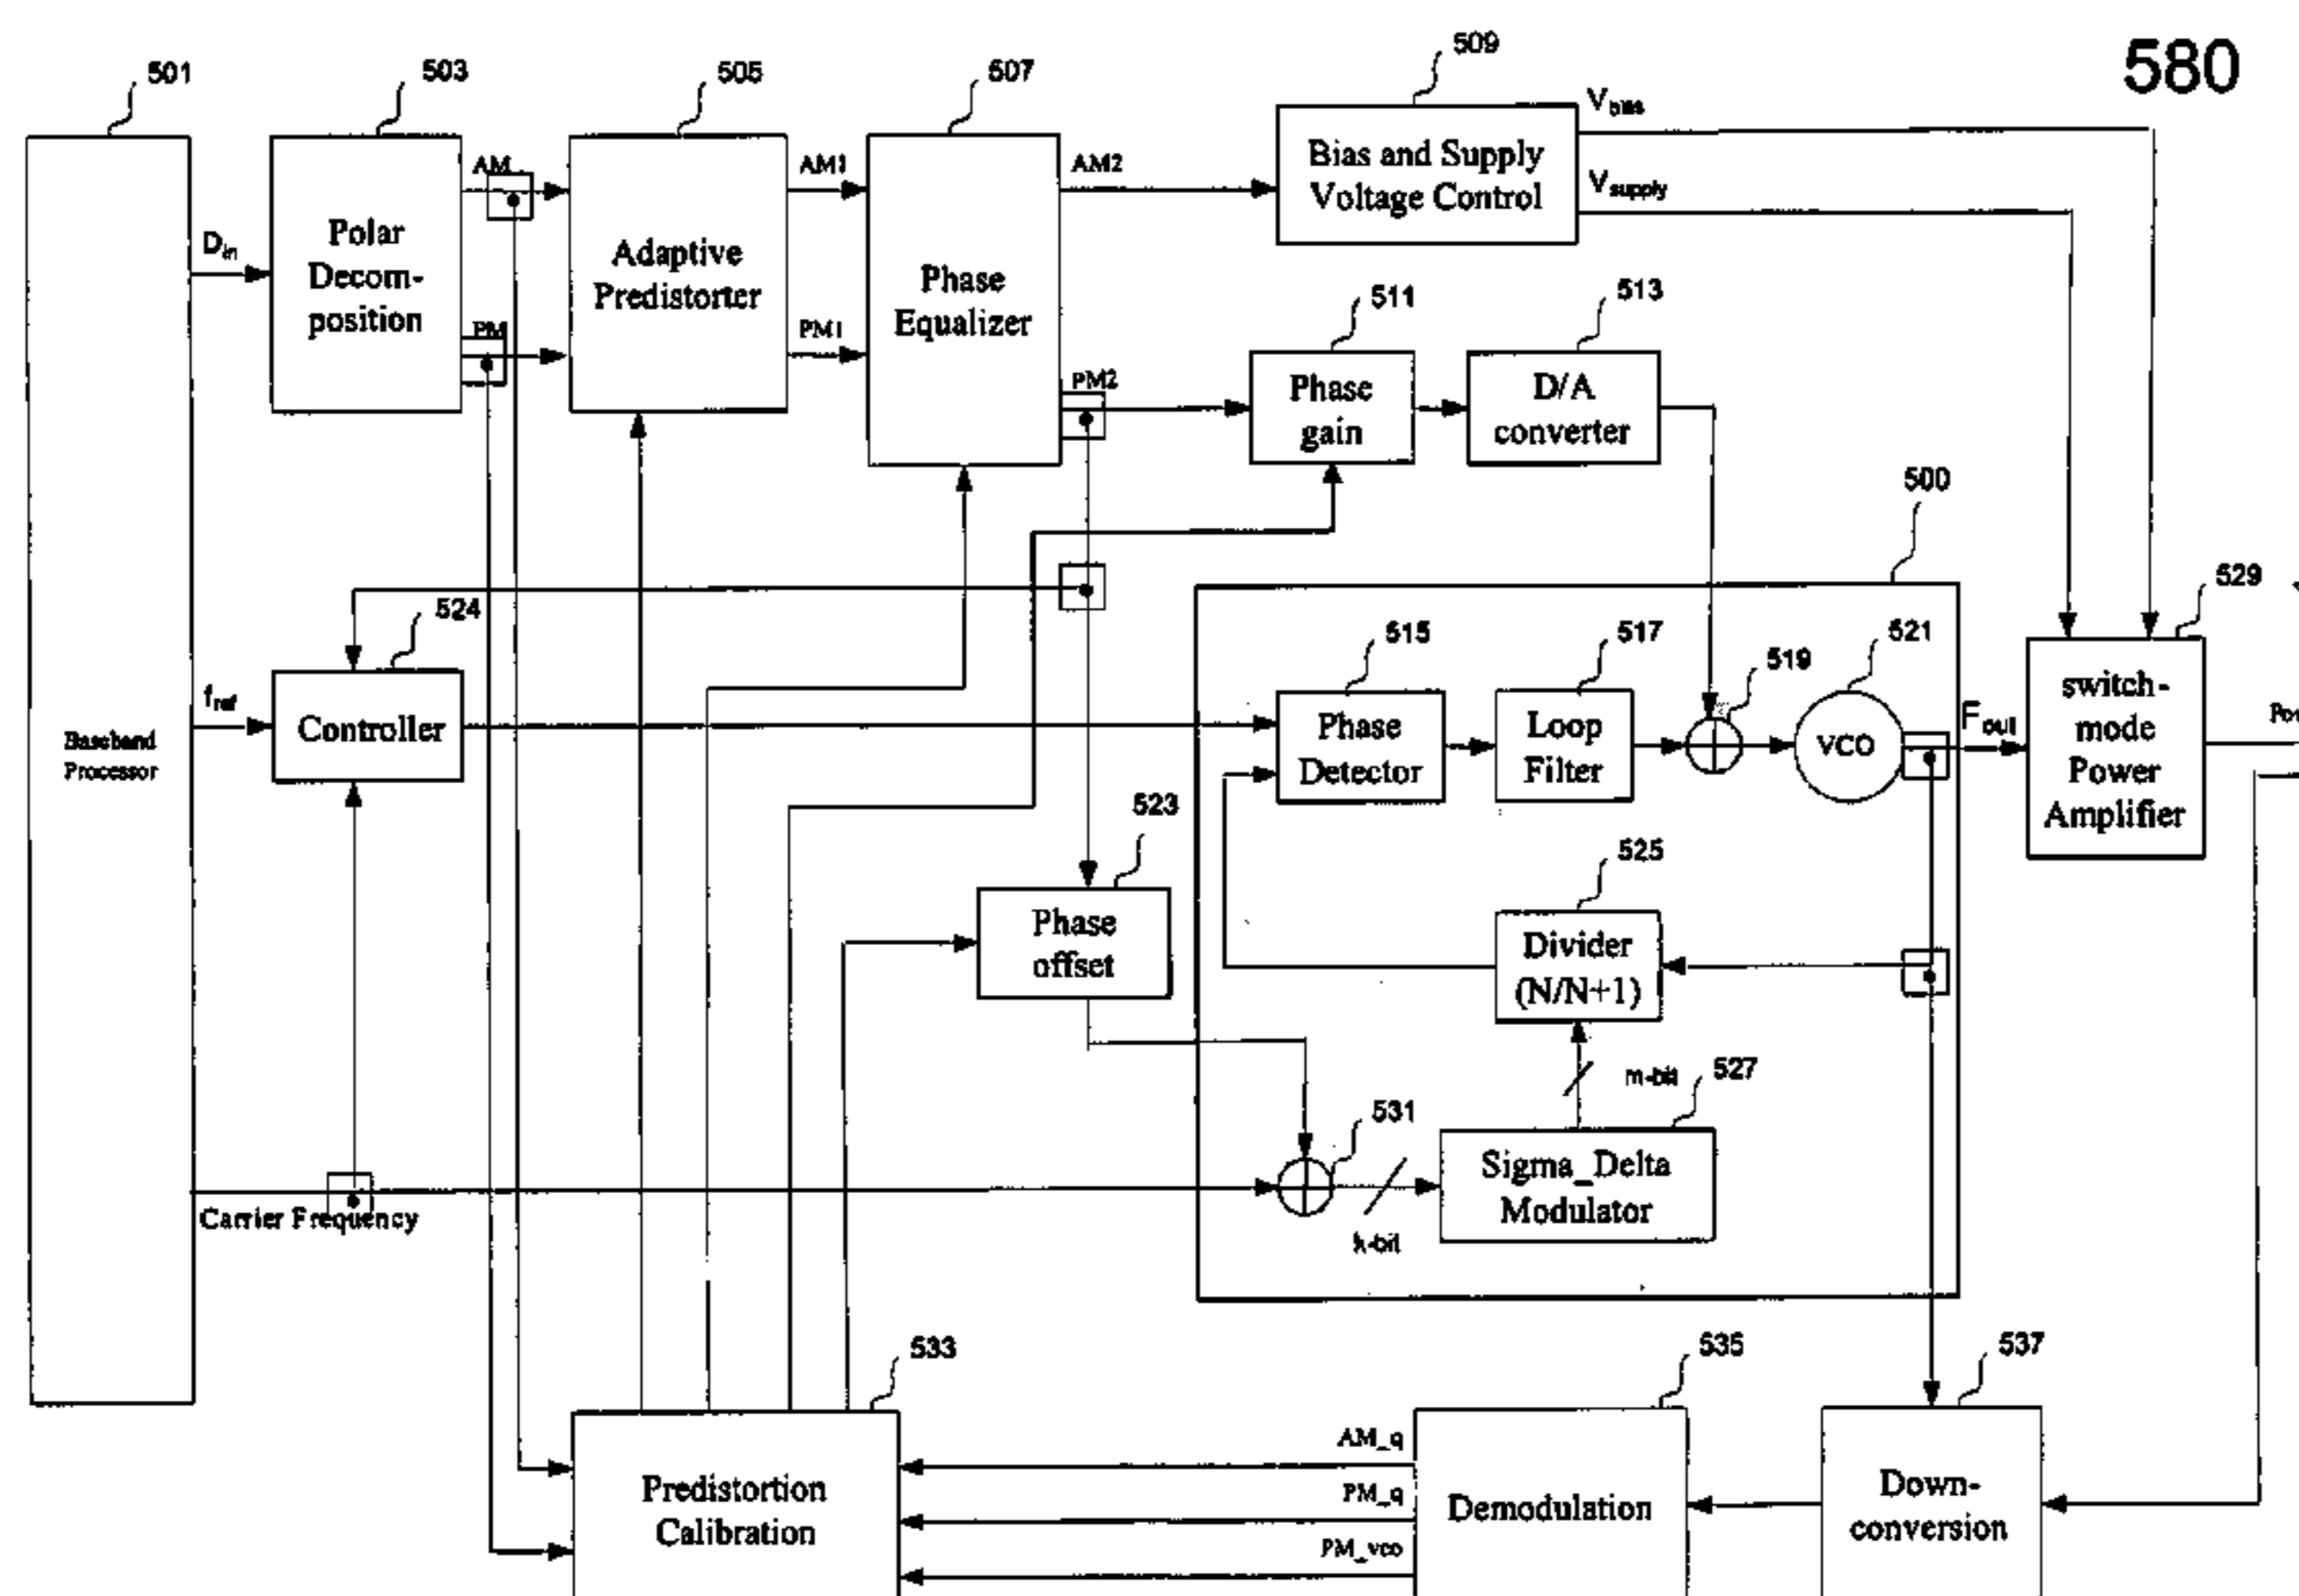 580
501
503
505
507
509
Polar
Decom-
position
Adaptive
Predistorter
Phase
Equalizer
Bias and Supply
Voltage Control
Vbias
Vsupply
Din
AM
PM
AM1
PM1
AM2
PM2
511
Phase
gain
513
D/A
converter
500
524
Controller
fref
Baseband
Processor
515
Phase
Detector
517
Loop
Filter
519
521
VCO
Fout
529
switch-
mode
Power
Amplifier
523
Phase
offset
525
Divider
(N/N+1)
m-bit
527
Sigma_Delta
Modulator
531
k-bit
Carrier Frequency
533
Predistortion
Calibration
AM_q
PM_q
PM_vco
535
Demodulation
537
Down-
conversion